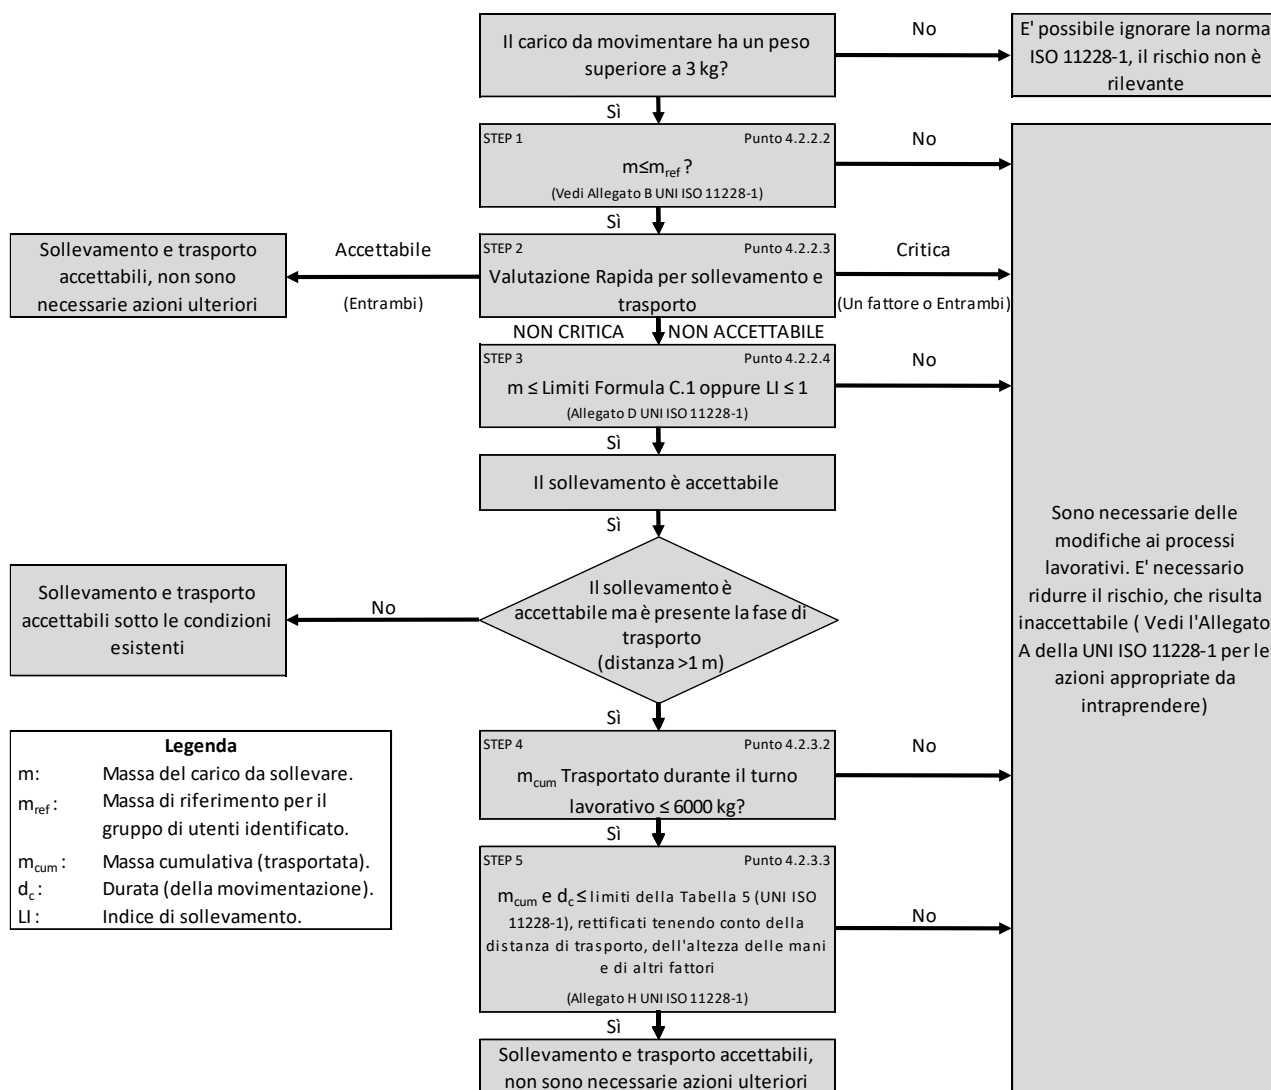 Il carico da movimentare ha un peso
superiore a 3 kg?
No
E' possibile ignorare la norma
ISO 11228-1, il rischio non è
rilevante
Sì
STEP 1
Punto 4.2.2.2
m≤mref ?
(Vedi Allegato B UNI ISO 11228-1)
No
Sì
Sollevamento e trasporto
accettabili, non sono
necessarie azioni ulteriori
Accettabile
(Entrambi)
STEP 2
Punto 4.2.2.3
Valutazione Rapida per sollevamento e
trasporto
Critica
(Un fattore o Entrambi)
NON CRITICA
NON ACCETTABILE
STEP 3
Punto 4.2.2.4
m ≤ Limiti Formula C.1 oppure LI ≤ 1
(Allegato D UNI ISO 11228-1)
No
Sì
Il sollevamento è accettabile
Sì
Sono necessarie delle
modifiche ai processi
lavorativi. E' necessario
ridurre il rischio, che risulta
inaccettabile ( Vedi l'Allegato
A della UNI ISO 11228-1 per le
azioni appropriate da
intraprendere)
Il sollevamento è
accettabile ma è presente la fase di
trasporto
(distanza >1 m)
No
Sollevamento e trasporto
accettabili sotto le condizioni
esistenti
Sì
STEP 4
Punto 4.2.3.2
mcum Trasportato durante il turno
lavorativo ≤ 6000 kg?
No
Sì
Legenda
m: Massa del carico da sollevare.
mref : Massa di riferimento per il
gruppo di utenti identificato.
mcum : Massa cumulativa (trasportata).
dc : Durata (della movimentazione).
LI : Indice di sollevamento.
STEP 5
Punto 4.2.3.3
mcum e dc ≤ limiti della Tabella 5 (UNI ISO
11228-1), rettificati tenendo conto della
distanza di trasporto, dell'altezza delle mani
e di altri fattori
(Allegato H UNI ISO 11228-1)
No
Sì
Sollevamento e trasporto accettabili,
non sono necessarie azioni ulteriori